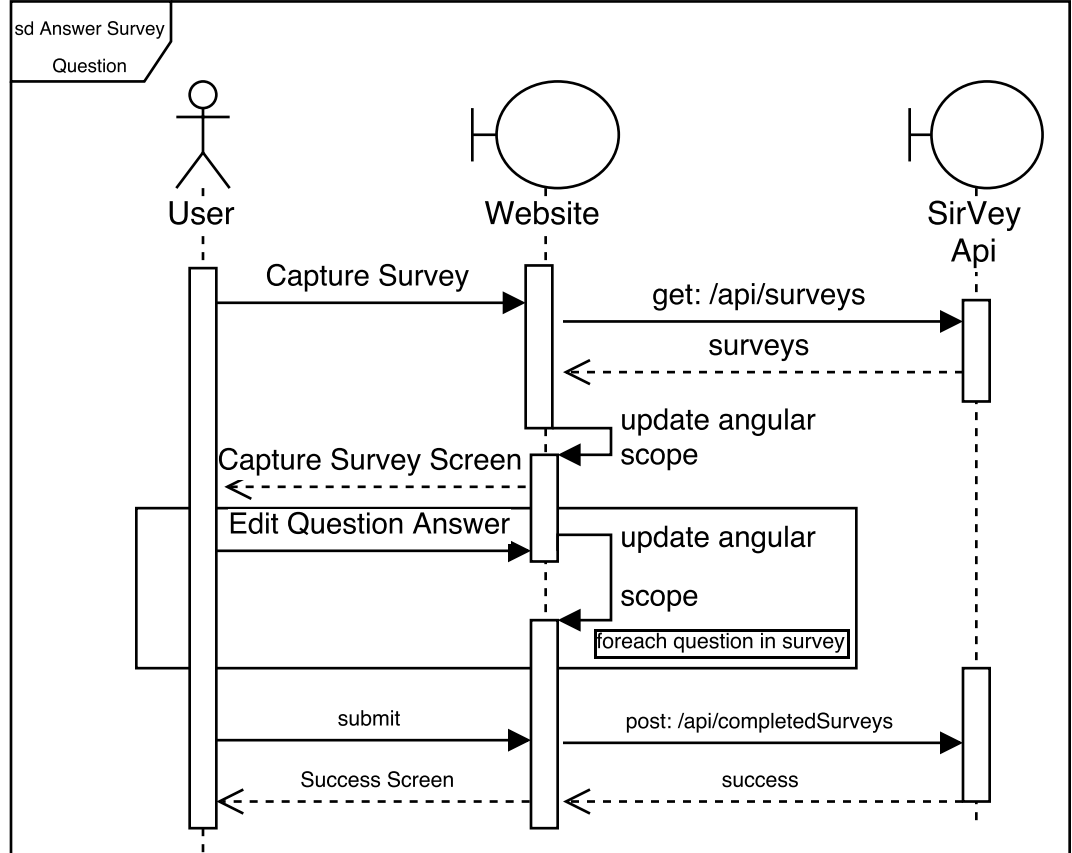 sd Answer Survey
Question
User
Website
SirVey
Api
Capture Survey
get: /api/surveys
surveys
update angular
scope
Capture Survey Screen
Edit Question Answer
update angular
scope
foreach question in survey
submit
post: /api/completedSurveys
Success Screen
success